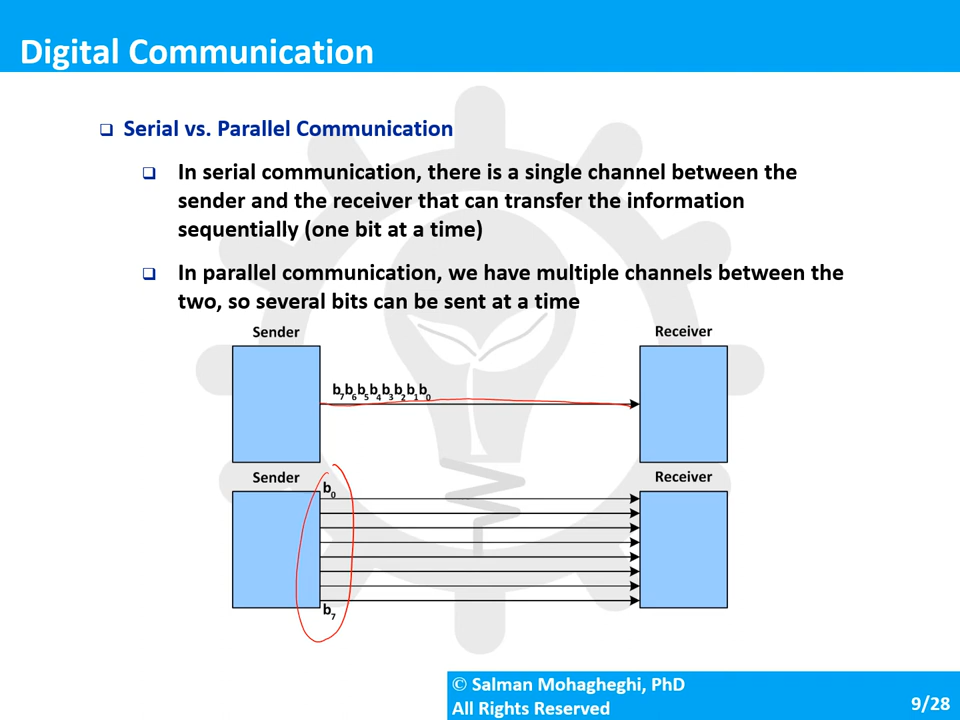 Digital Communication
Serial vs. Parallel Communication
In serial communication, there is a single channel between the
sender and the receiver that can transfer the information
sequentially (one bit at a time)
In parallel communication, we have multiple channels between the
two, so several bits can be sent at a time
Sender
Receiver
b7b6b5b4b3b2b1b0
Sender
Receiver
b0
b7
© Salman Mohagheghi, PhD
All Rights Reserved
9/28